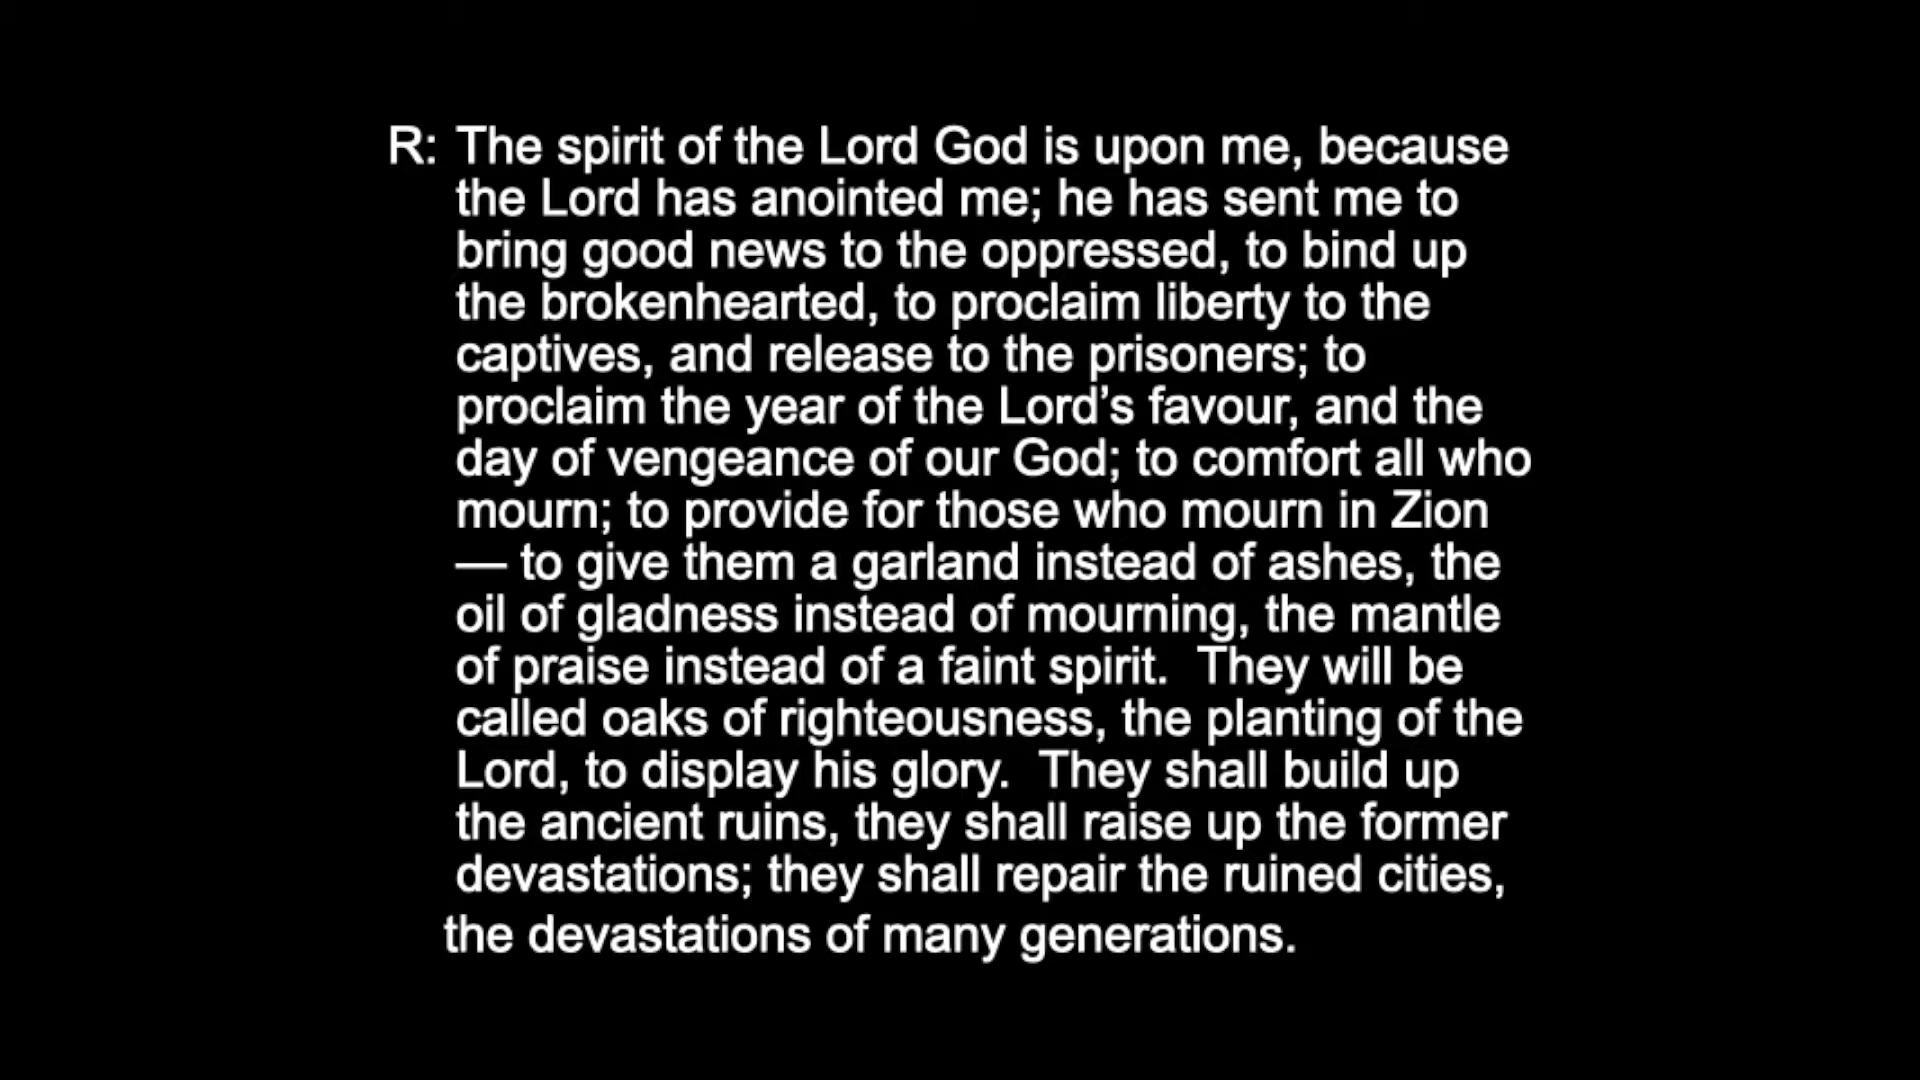 R: The spirit of the Lord God is upon me, because
the Lord has anointed me; he has sent me to
bring good news to the oppressed, to bind up
the brokenhearted, to proclaim liberty to the
captives, and release to the prisoners; to
proclaim the year of the Lord’s favour, and the
day of vengeance of our God; to comfort all who
mourn; to provide for those who mourn in Zion
— to give them a garland instead of ashes, the
oil of gladness instead of mourning, the mantle
of praise instead of a faint spirit.  They will be
called oaks of righteousness, the planting of the
Lord, to display his glory.  They shall build up
the ancient ruins, they shall raise up the former
devastations; they shall repair the ruined cities,
the devastations of many generations.